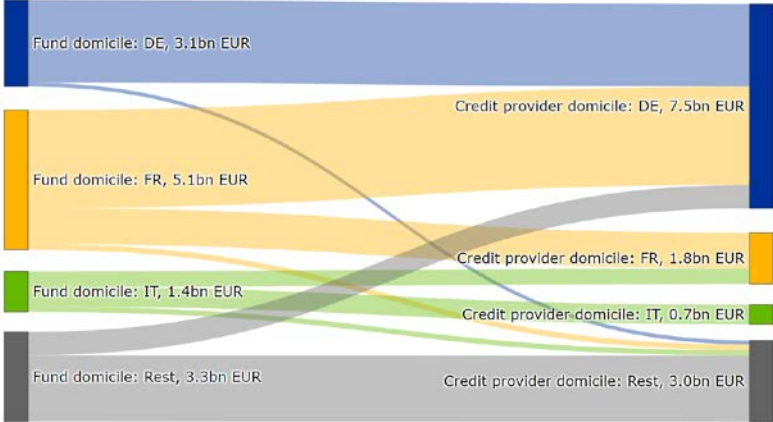 Fund domicile: DE, 3.1bn EUR
Credit provider domicile: DE, 7.5bn EUR
Fund domicile: FR, 5.1bn EUR
Credit provider domicile: FR, 1.8bn EUR
Fund domicile: IT, 1.4bn EUR
Credit provider domicile: IT, 0.7bn EUR
Fund domicile: Rest, 3.3bn EUR
Credit provider domicile: Rest, 3.0bn EUR